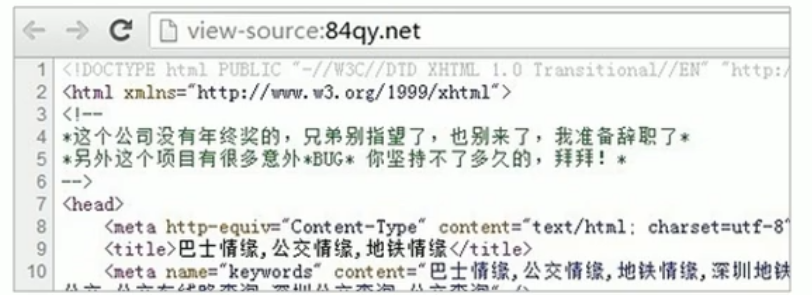 view-source:84qy.net
1 <!DOCTYPE html PUBLIC "-//W3C//DTD XHTML 1.0 Transitional//EN" "http:/
2 <html xmlns="http://www.w3.org/1999/xhtml">
3 <!--
4 *这个公司没有年终奖的，兄弟别指望了，也别来了，我准备辞职了*
5 *另外这个项目有很多意外*BUG* 你坚持不了多久的，拜拜！*
6 -->
7 <head>
8 <meta http-equiv="Content-Type" content="text/html; charset=utf-8"
9 <title>巴士情缘,公交情缘,地铁情缘</title>
10 <meta name="keywords" content="巴士情缘,公交情缘,地铁情缘,深圳地铁